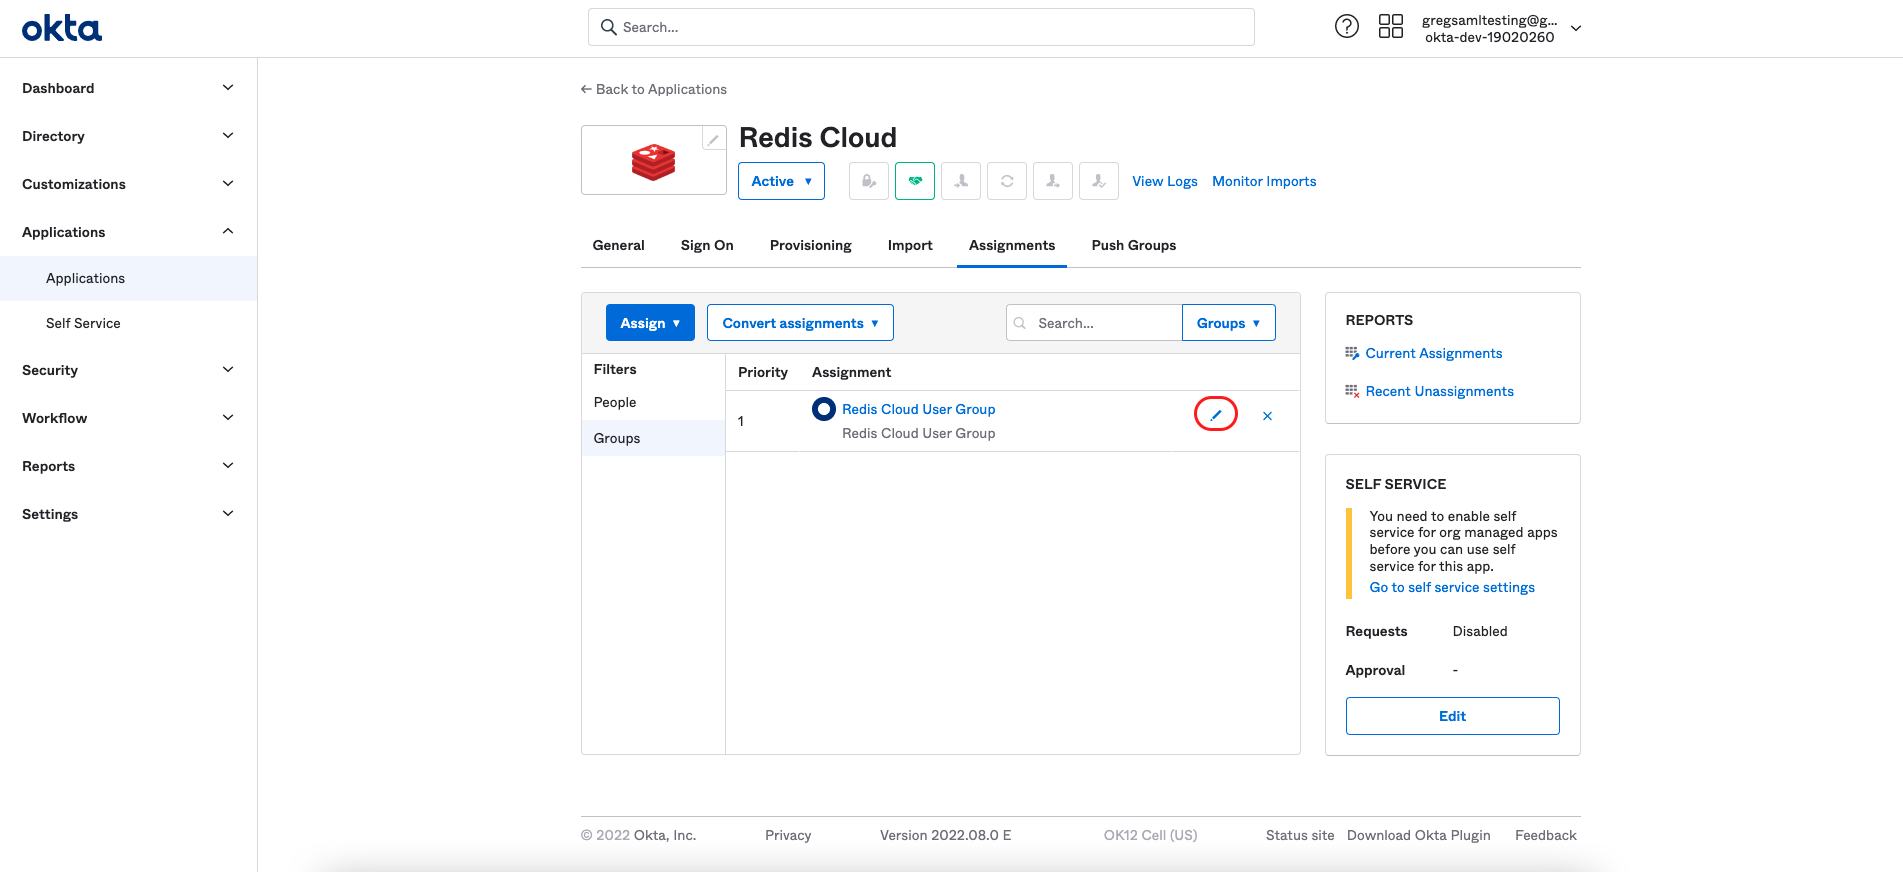 okta
Search...
gregsamltesting@g...
okta-dev-19020260
Dashboard
Directory
Customizations
Applications
Applications
Self Service
Security
Workflow
Reports
Settings
← Back to Applications
Redis Cloud
Active ▼
View Logs
Monitor Imports
General
Sign On
Provisioning
Import
Assignments
Push Groups
Assign ▼
Convert assignments ▼
Search...
Groups ▼
Filters
People
Groups
Priority
Assignment
1
Redis Cloud User Group
Redis Cloud User Group
REPORTS
Current Assignments
Recent Unassignments
SELF SERVICE
You need to enable self
service for org managed apps
before you can use self
service for this app.
Go to self service settings
Requests
Disabled
Approval
-
Edit
© 2022 Okta, Inc.
Privacy
Version 2022.08.0 E
OK12 Cell (US)
Status site
Download Okta Plugin
Feedback